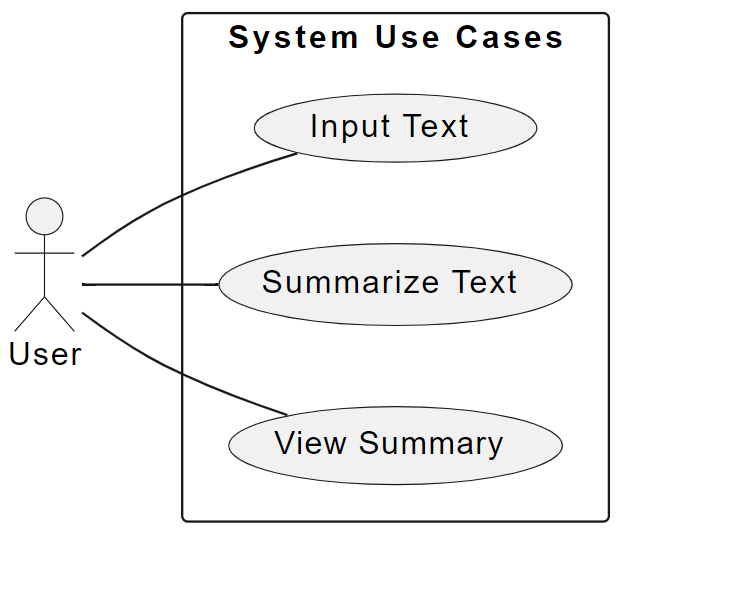 System Use Cases
Input Text
Summarize Text
User
View Summary